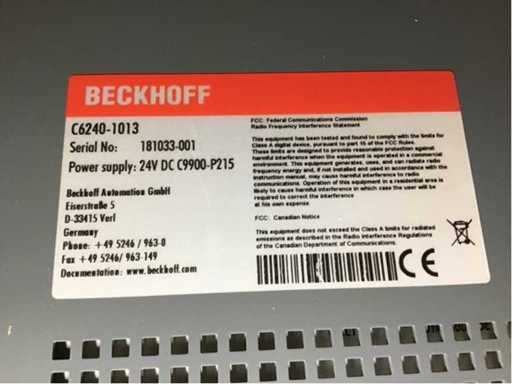 BECKHOFF
C6240-1013
Serial No: 181033-001
Power supply: 24V DC C9900-P215
Beckhoff Automation GmbH
Eiserstraße 5
D-33415 Verl
Germany
Phone: +49 5246 / 963-0
Fax +49 5246/ 963-149
Documentation: www.beckhoff.com
FCC: Federal Communications Commission
Radio Frequency Interference Statement
This equipment has been tested and found to comply with the limits for
Class A digital device, pursuant to part 15 of the FCC Rules.
These limits are designed to provide reasonable protection against
harmful interference when the equipment is operated in a commercial
environment. This equipment generates, uses, and can radiate radio
frequency energy and, if not installed and used in accordance with the
instruction manual, may cause harmful interference to radio
communications. Operation of this equipment in a residential area is
likely to cause harmful interference in which case the user will be
required to correct the interference
at his own expense.
FCC: Canadian Notice
This equipment does not exceed the Class A limits for radiated
emissions as described in the Radio Interference Regulations
of the Canadian Department of Communications.
CE